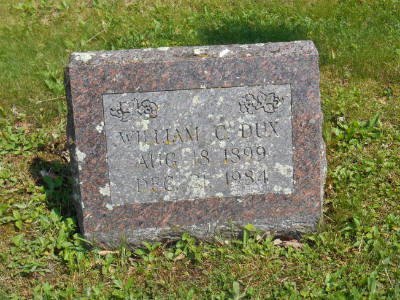 WILLIAM C DUX
AUG 18 1899
DEC 21 1984